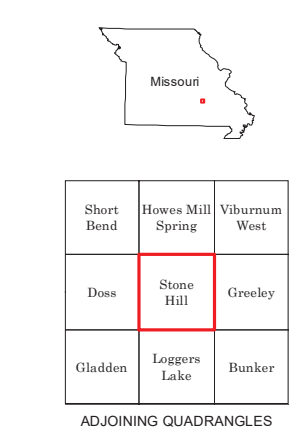 Missouri
Short
Bend
Howes Mill
Spring
Viburnum
West
Doss
Stone
Hill
Greeley
Gladden
Loggers
Lake
Bunker
ADJOINING QUADRANGLES